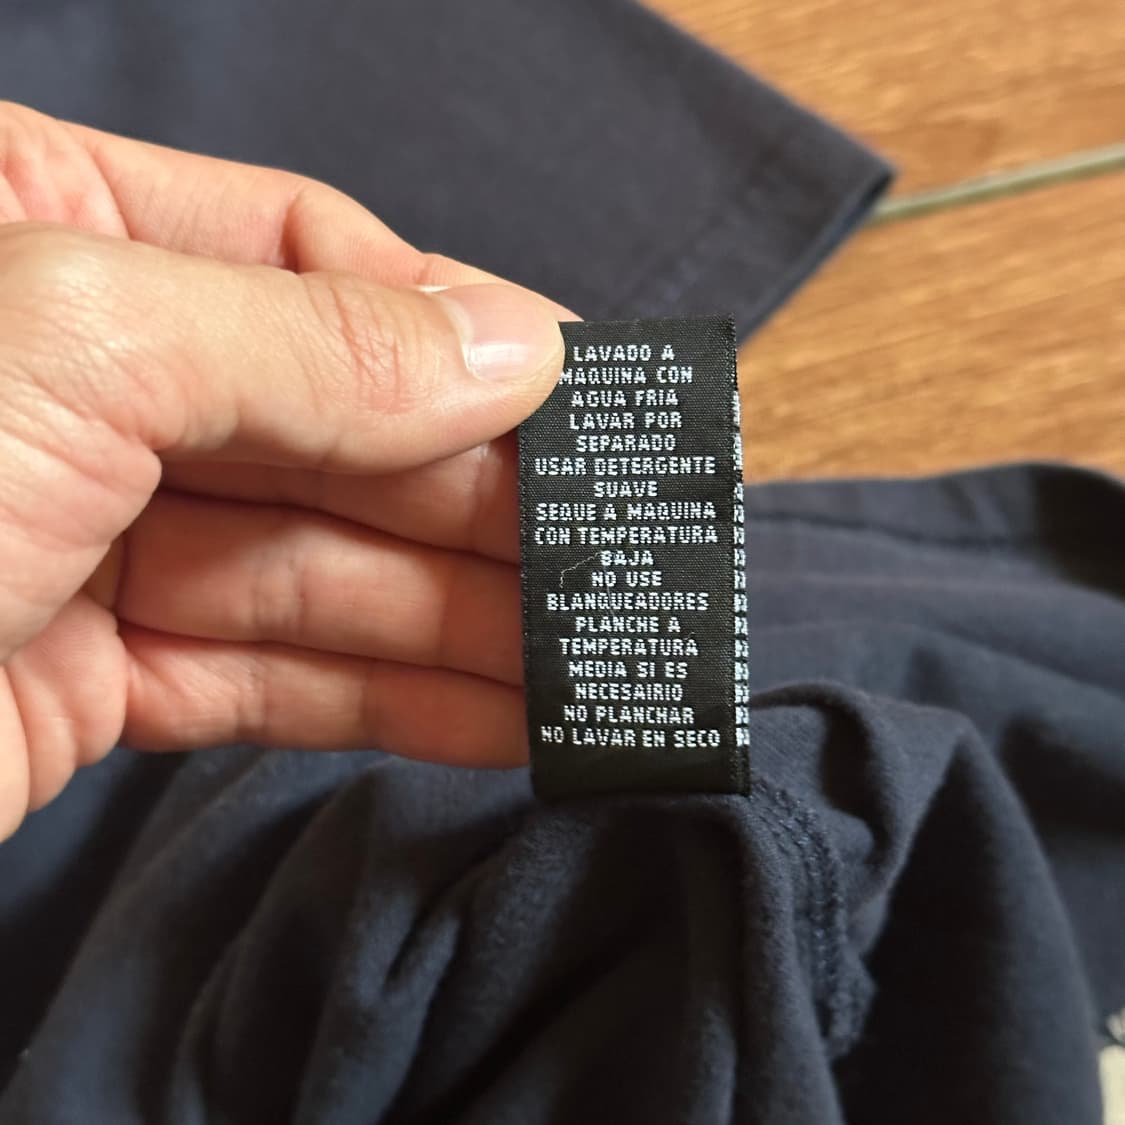 LAVADO A
MAQUINA CON
AGUA FRIA
LAVAR POR
SEPARADO
USAR DETERGENTE
SUAVE
SEQUE A MAQUINA
CON TEMPERATURA
BAJA
NO USE
BLANQUEADORES
PLANCHE A
TEMPERATURA
MEDIA SI ES
NECESAIRIO
NO PLANCHAR
NO LAVAR EN SECO